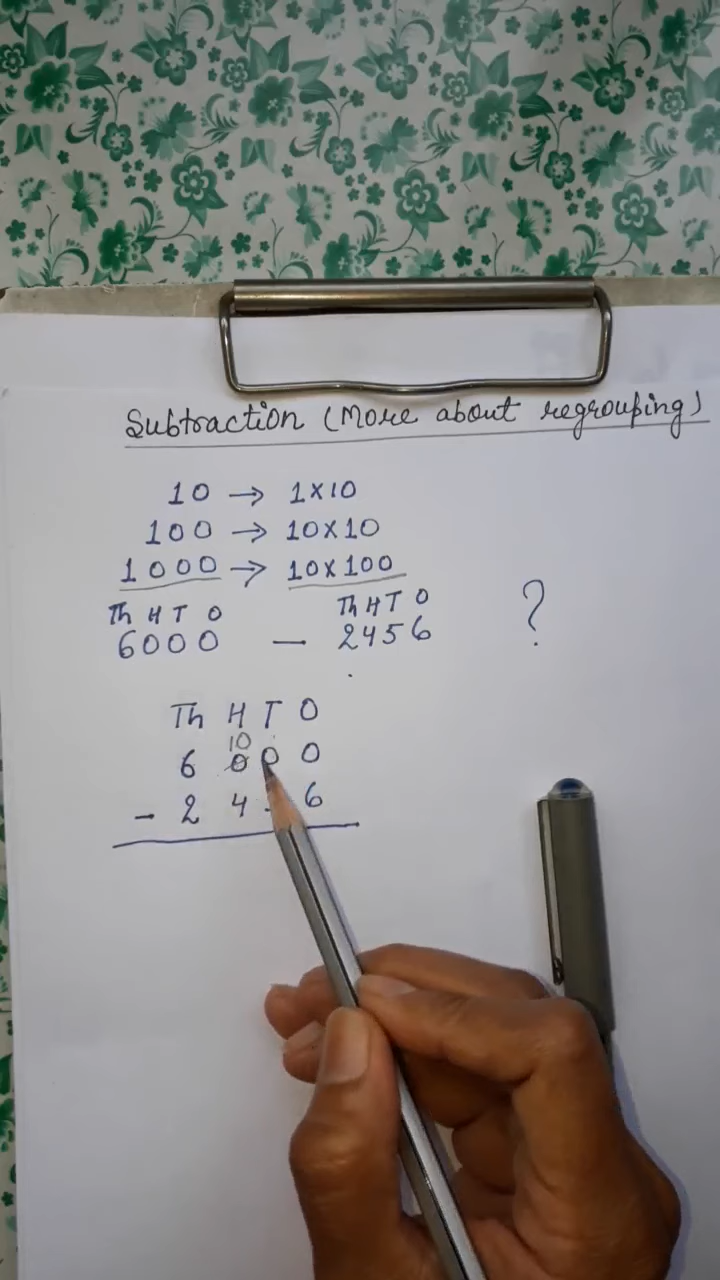 Subtraction (More about regrouping)
10 → 1×10
100 → 10×10
1000 → 10×100
Th H T O Th H T O
6000 — 2456 ?
Th H T O
10
6 0 0 0
- 2 4 6